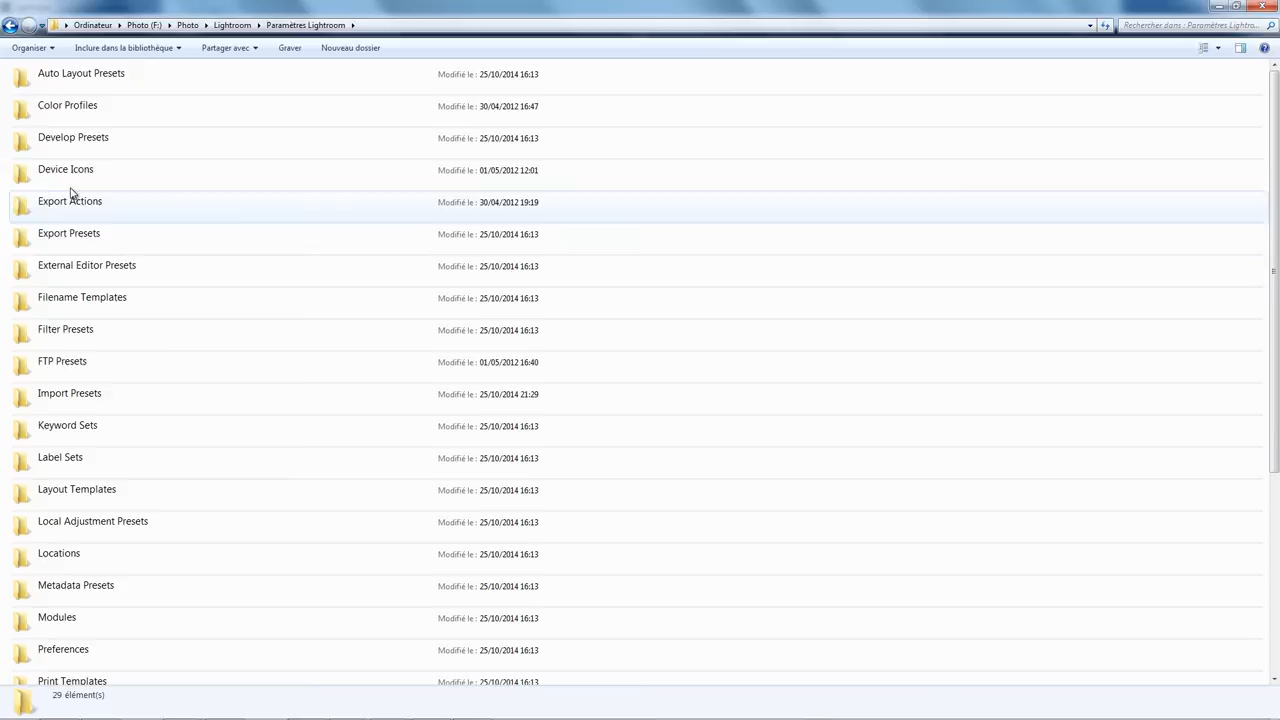 Ordinateur Photo (F:) Photo Lightroom Paramètres Lightroom
Rechercher dans : Paramètres Lightro...
Organiser Inclure dans la bibliothèque Partager avec Graver Nouveau dossier
Auto Layout Presets Modifié le : 25/10/2014 16:13
Color Profiles Modifié le : 30/04/2012 16:47
Develop Presets Modifié le : 25/10/2014 16:13
Device Icons Modifié le : 01/05/2012 12:01
Export Actions Modifié le : 30/04/2012 19:19
Export Presets Modifié le : 25/10/2014 16:13
External Editor Presets Modifié le : 25/10/2014 16:13
Filename Templates Modifié le : 25/10/2014 16:13
Filter Presets Modifié le : 25/10/2014 16:13
FTP Presets Modifié le : 01/05/2012 16:40
Import Presets Modifié le : 25/10/2014 21:29
Keyword Sets Modifié le : 25/10/2014 16:13
Label Sets Modifié le : 25/10/2014 16:13
Layout Templates Modifié le : 25/10/2014 16:13
Local Adjustment Presets Modifié le : 25/10/2014 16:13
Locations Modifié le : 25/10/2014 16:13
Metadata Presets Modifié le : 25/10/2014 16:13
Modules Modifié le : 25/10/2014 16:13
Preferences Modifié le : 25/10/2014 16:13
Print Templates Modifié le : 25/10/2014 16:13
29 élément(s)